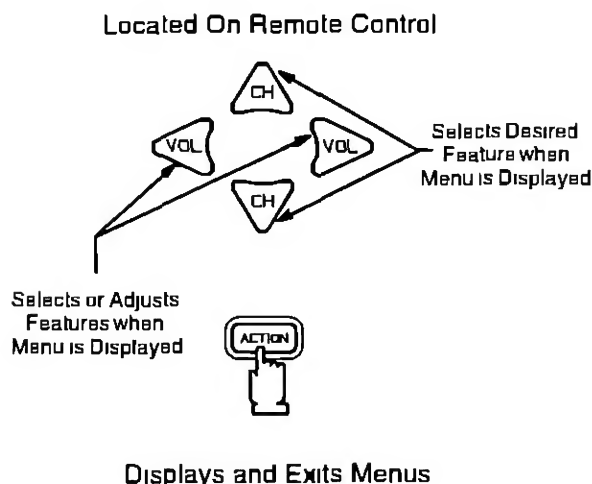 Located On Remote Control
CH
VOL
VOL
CH
Selects Desired
Feature when
Menu is Displayed
Selects or Adjusts
Features when
Menu is Displayed
ACTION
Displays and Exits Menus